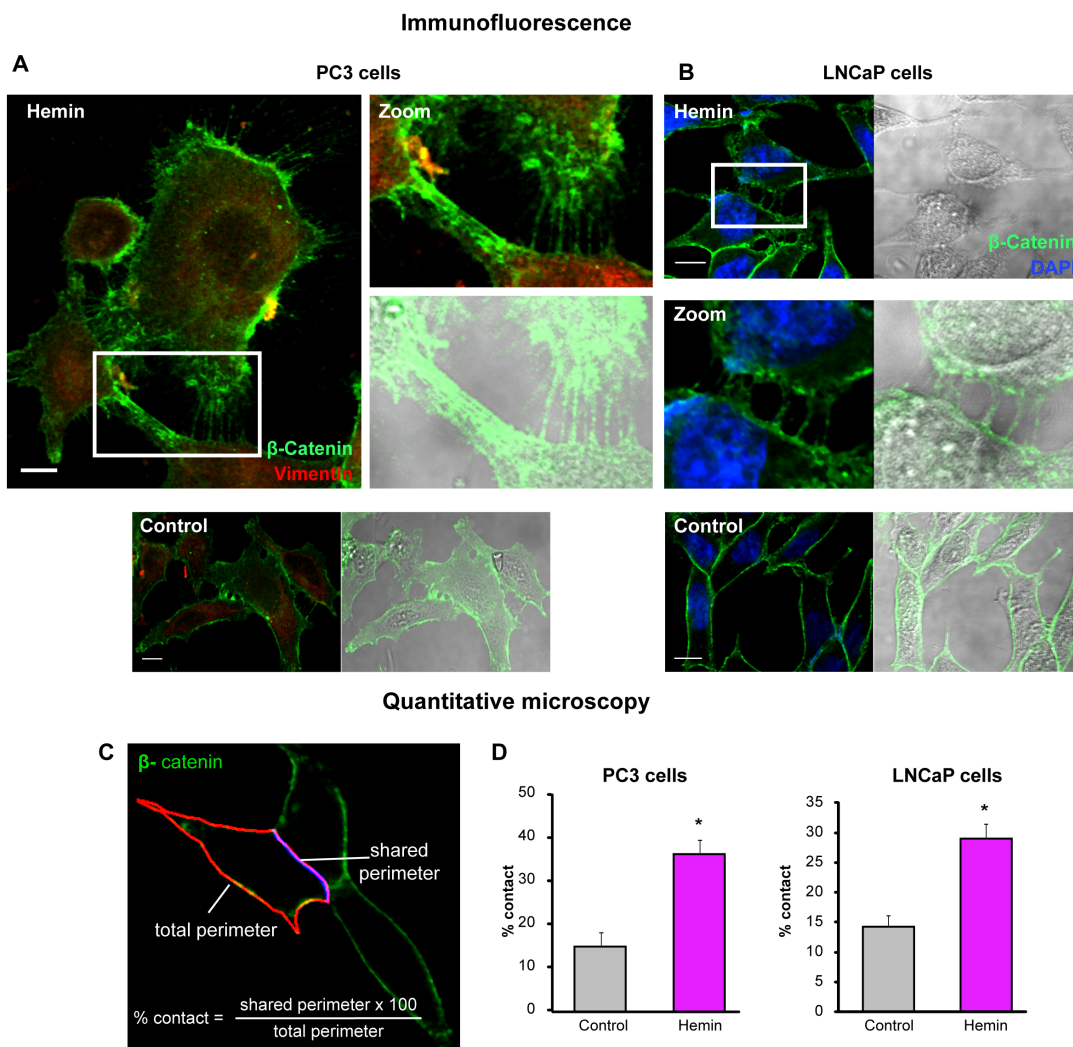 Immunofluorescence
A
PC3 cells
B
LNCaP cells
Hemin
Zoom
Hemin
β-Catenin
DAPI
Zoom
β-Catenin
Vimentin
Control
Control
Quantitative microscopy
C
β- catenin
shared
perimeter
total perimeter
% contact =
shared perimeter x 100
total perimeter
D
PC3 cells
% contact
50
40
30
20
10
0
*
Control
Hemin
LNCaP cells
% contact
35
30
25
20
15
10
5
0
*
Control
Hemin